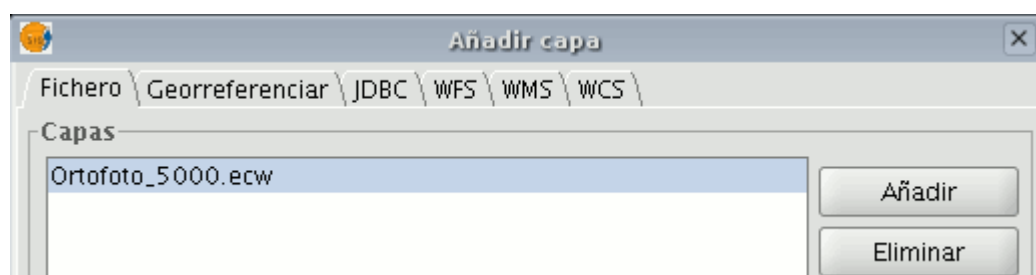 Añadir capa
Fichero Georreferenciar JDBC WFS WMS WCS
Capas
Ortofoto_5000.ecw
Añadir
Eliminar